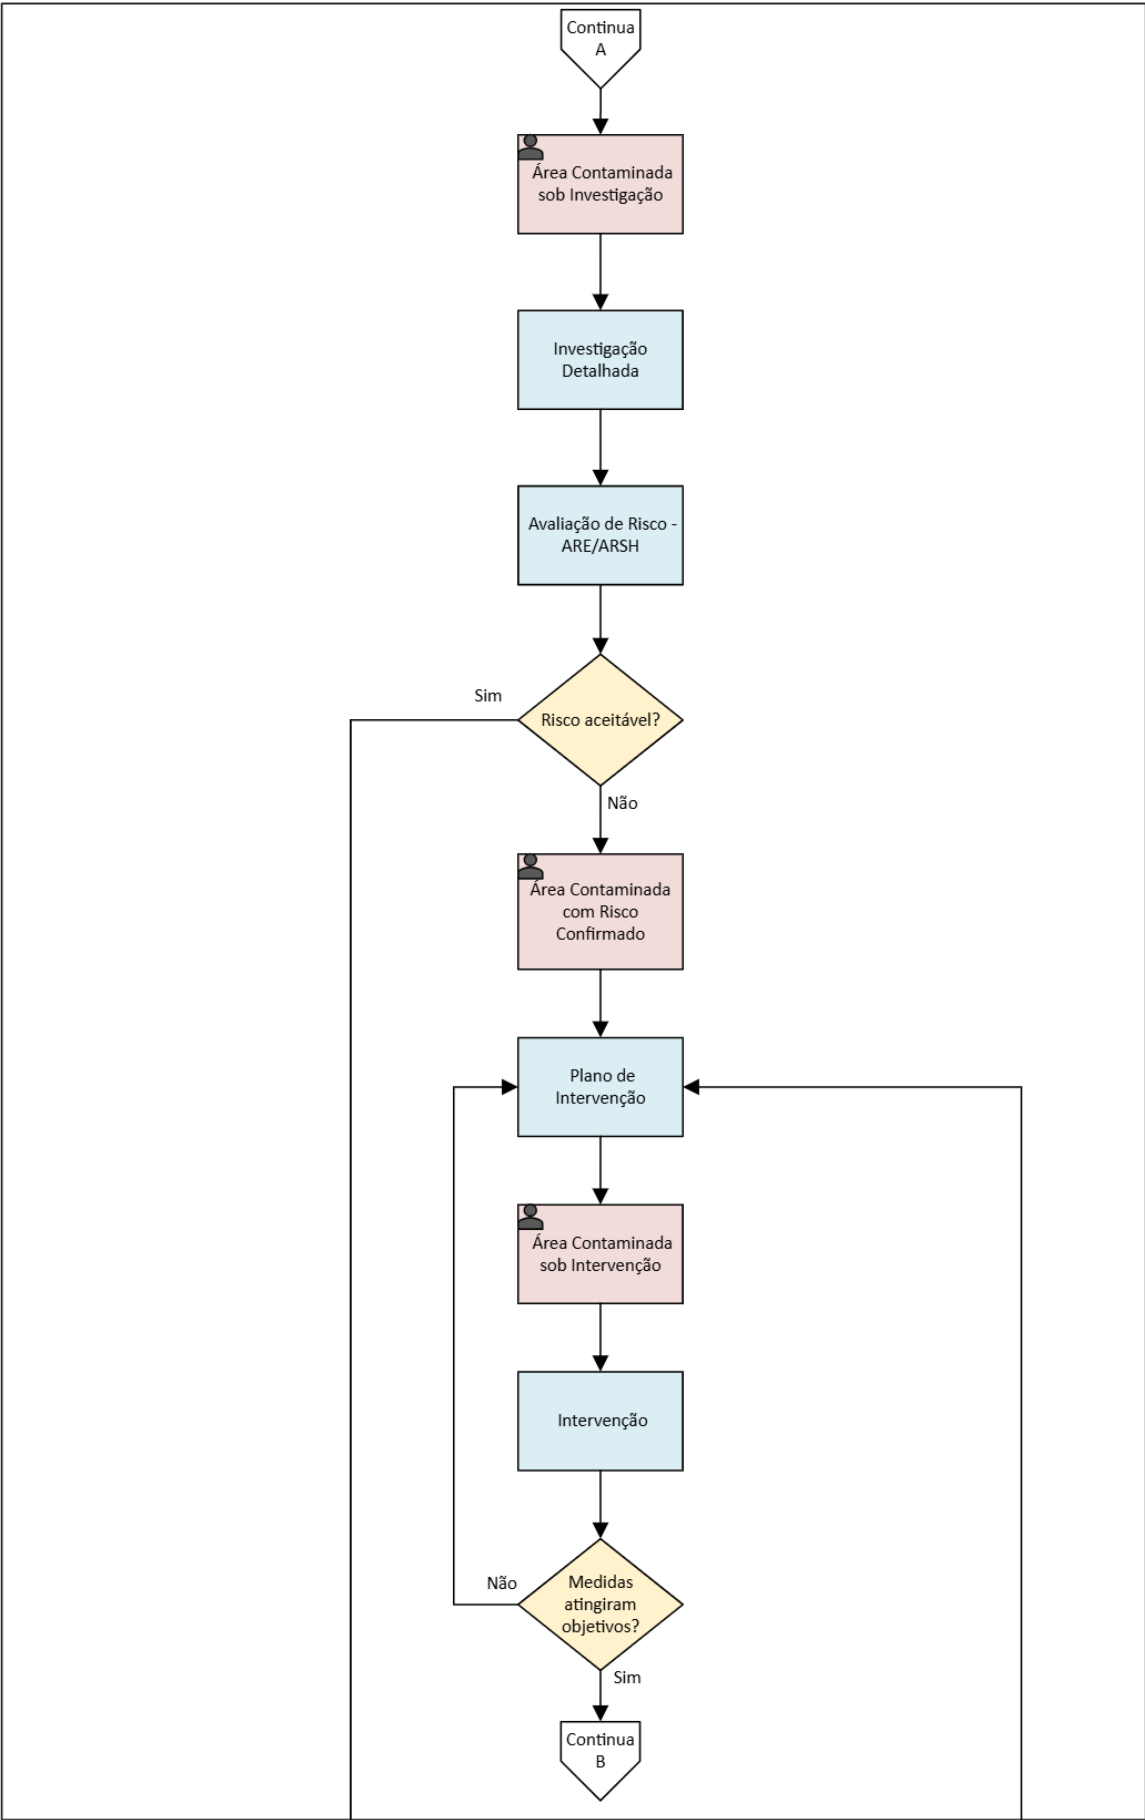 Continua
A
Área Contaminada
sob Investigação
Investigação
Detalhada
Avaliação de Risco -
ARE/ARSH
Sim
Risco aceitável?
Não
Área Contaminada
com Risco
Confirmado
Plano de
Intervenção
Área Contaminada
sob Intervenção
Intervenção
Não
Medidas
atingiram
objetivos?
Sim
Continua
B